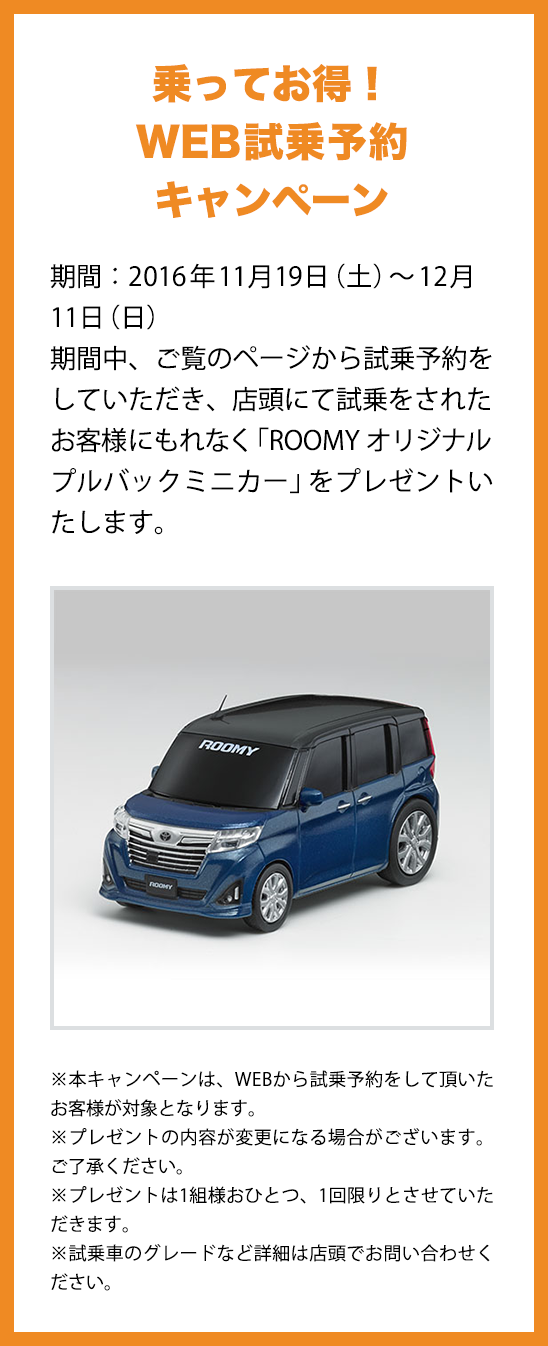 乗ってお得！
WEB試乗予約
キャンペーン
期間：2016年11月19日（土）～12月
11日（日）
期間中、ご覧のページから試乗予約を
していただき、店頭にて試乗をされた
お客様にもれなく「ROOMY オリジナル
プルバックミニカー」をプレゼントい
たします。
ROOMY
ROOMY
※本キャンペーンは、WEBから試乗予約をして頂いた
お客様が対象となります。
※プレゼントの内容が変更になる場合がございます。
ご了承ください。
※プレゼントは1組様おひとつ、1回限りとさせていた
だきます。
※試乗車のグレードなど詳細は店頭でお問い合わせく
ださい。